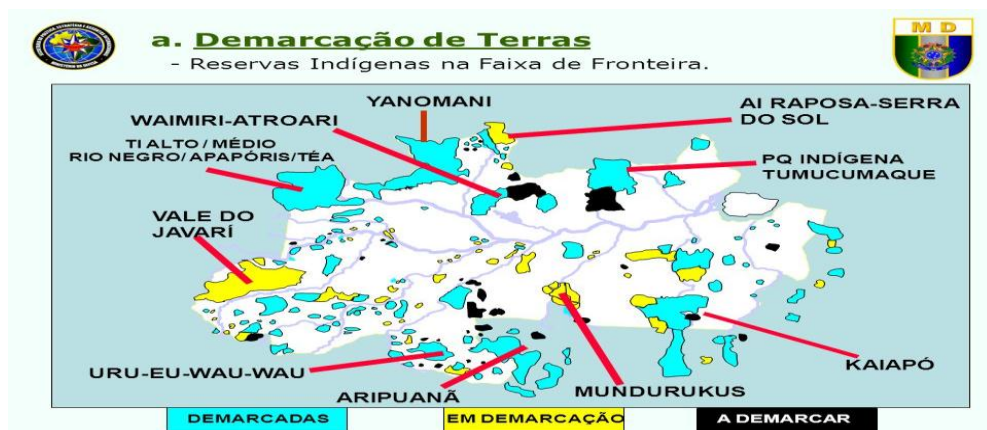 M D
a. Demarcação de Terras
- Reservas Indígenas na Faixa de Fronteira.
YANOMANI
AI RAPOSA-SERRA
DO SOL
WAIMIRI-ATROARI
TI ALTO / MÉDIO
RIO NEGRO/ APAPÓRIS/TÉA
PQ INDÍGENA
TUMUCUMAQUE
VALE DO
JAVARÍ
URU-EU-WAU-WAU
ARIPUANÃ
MUNDURUKUS
KAIAPÓ
DEMARCADAS
EM DEMARCAÇÃO
A DEMARCAR